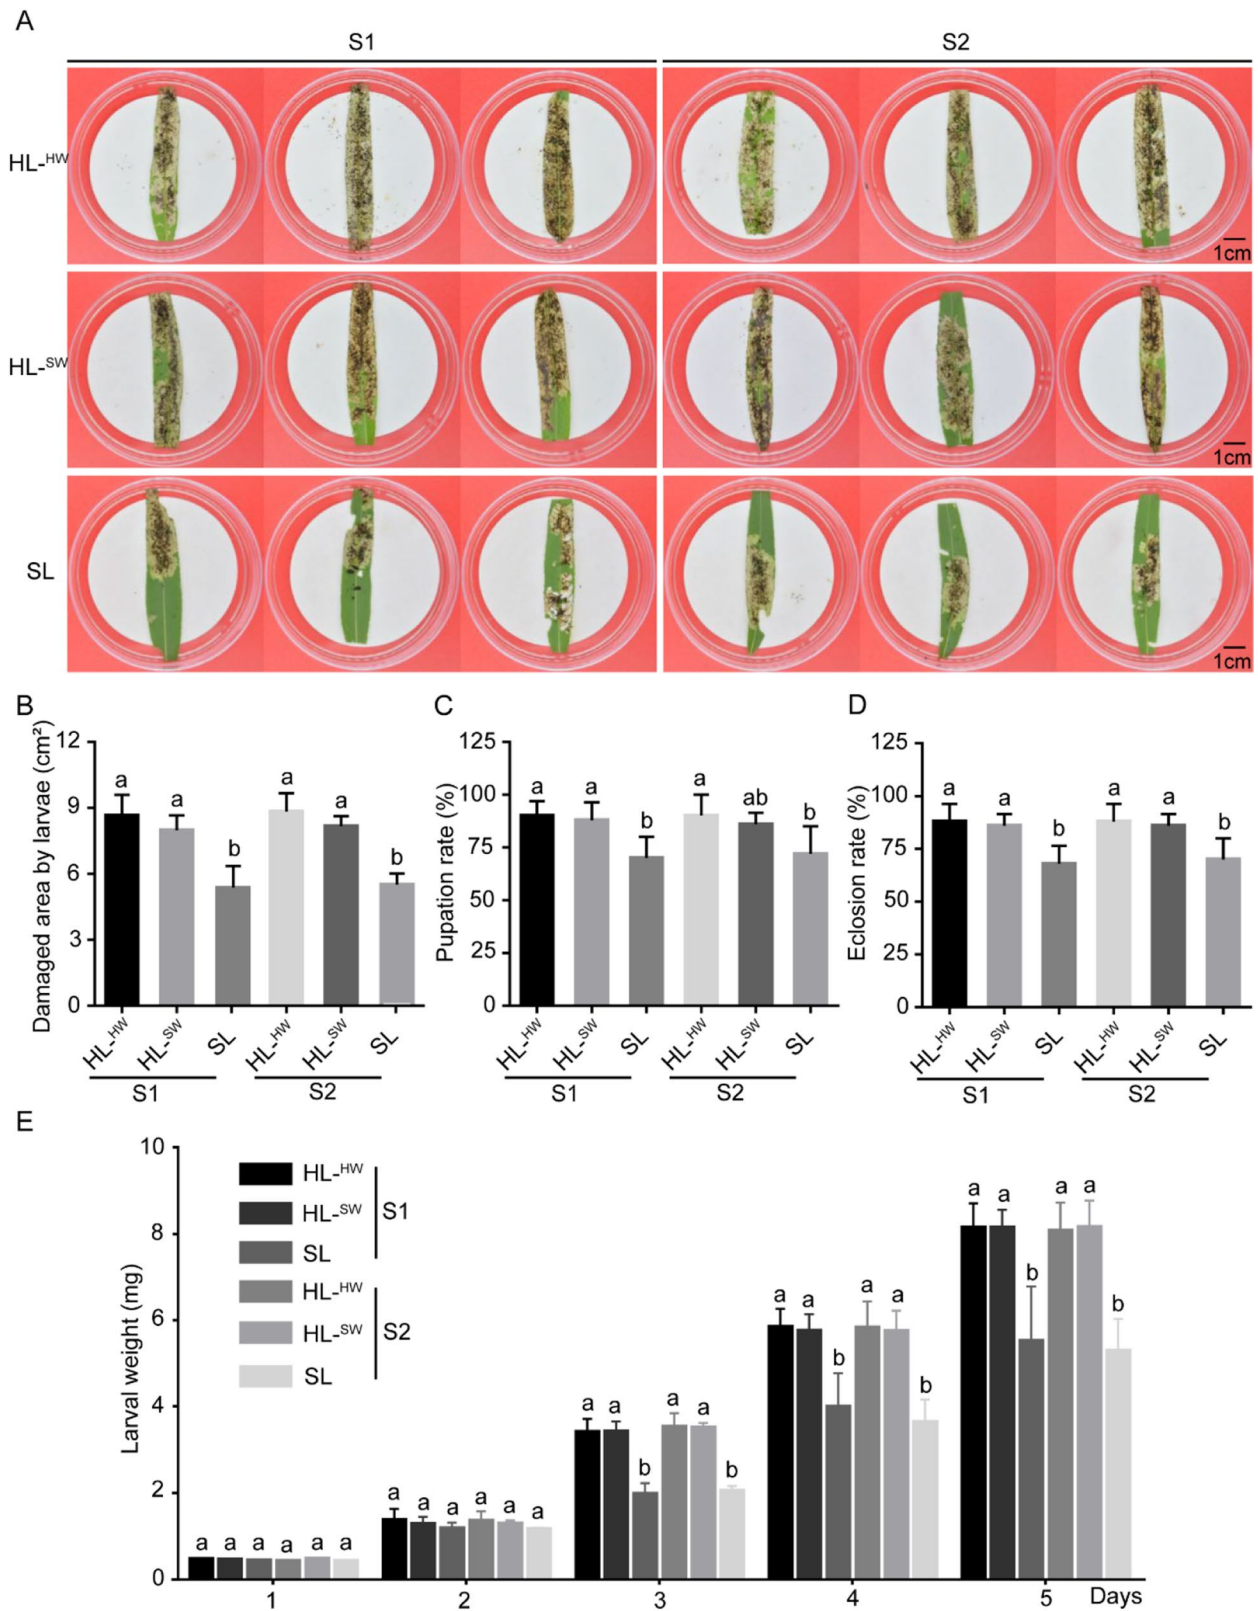 A
S1 S2
HL-HW
1cm
HL-SW
1cm
SL
1cm
B
Damaged area by larvae (cm²)
12
9
6
3
0
a a b a a b
HL-HW HL-SW SL HL-HW HL-SW SL
S1 S2
C
Pupation rate (%)
125
100
75
50
25
0
a a b a ab b
HL-HW HL-SW SL HL-HW HL-SW SL
S1 S2
D
Eclosion rate (%)
125
100
75
50
25
0
a a b a a b
HL-HW HL-SW SL HL-HW HL-SW SL
S1 S2
E
Larval weight (mg)
10
8
6
4
2
0
HL-HW
HL-SW
SL
S1
HL-HW
HL-SW
SL
S2
a a a a a a
a a a a a a
a a b a a b
a a b a a b
a a b a a b
1 2 3 4 5 Days